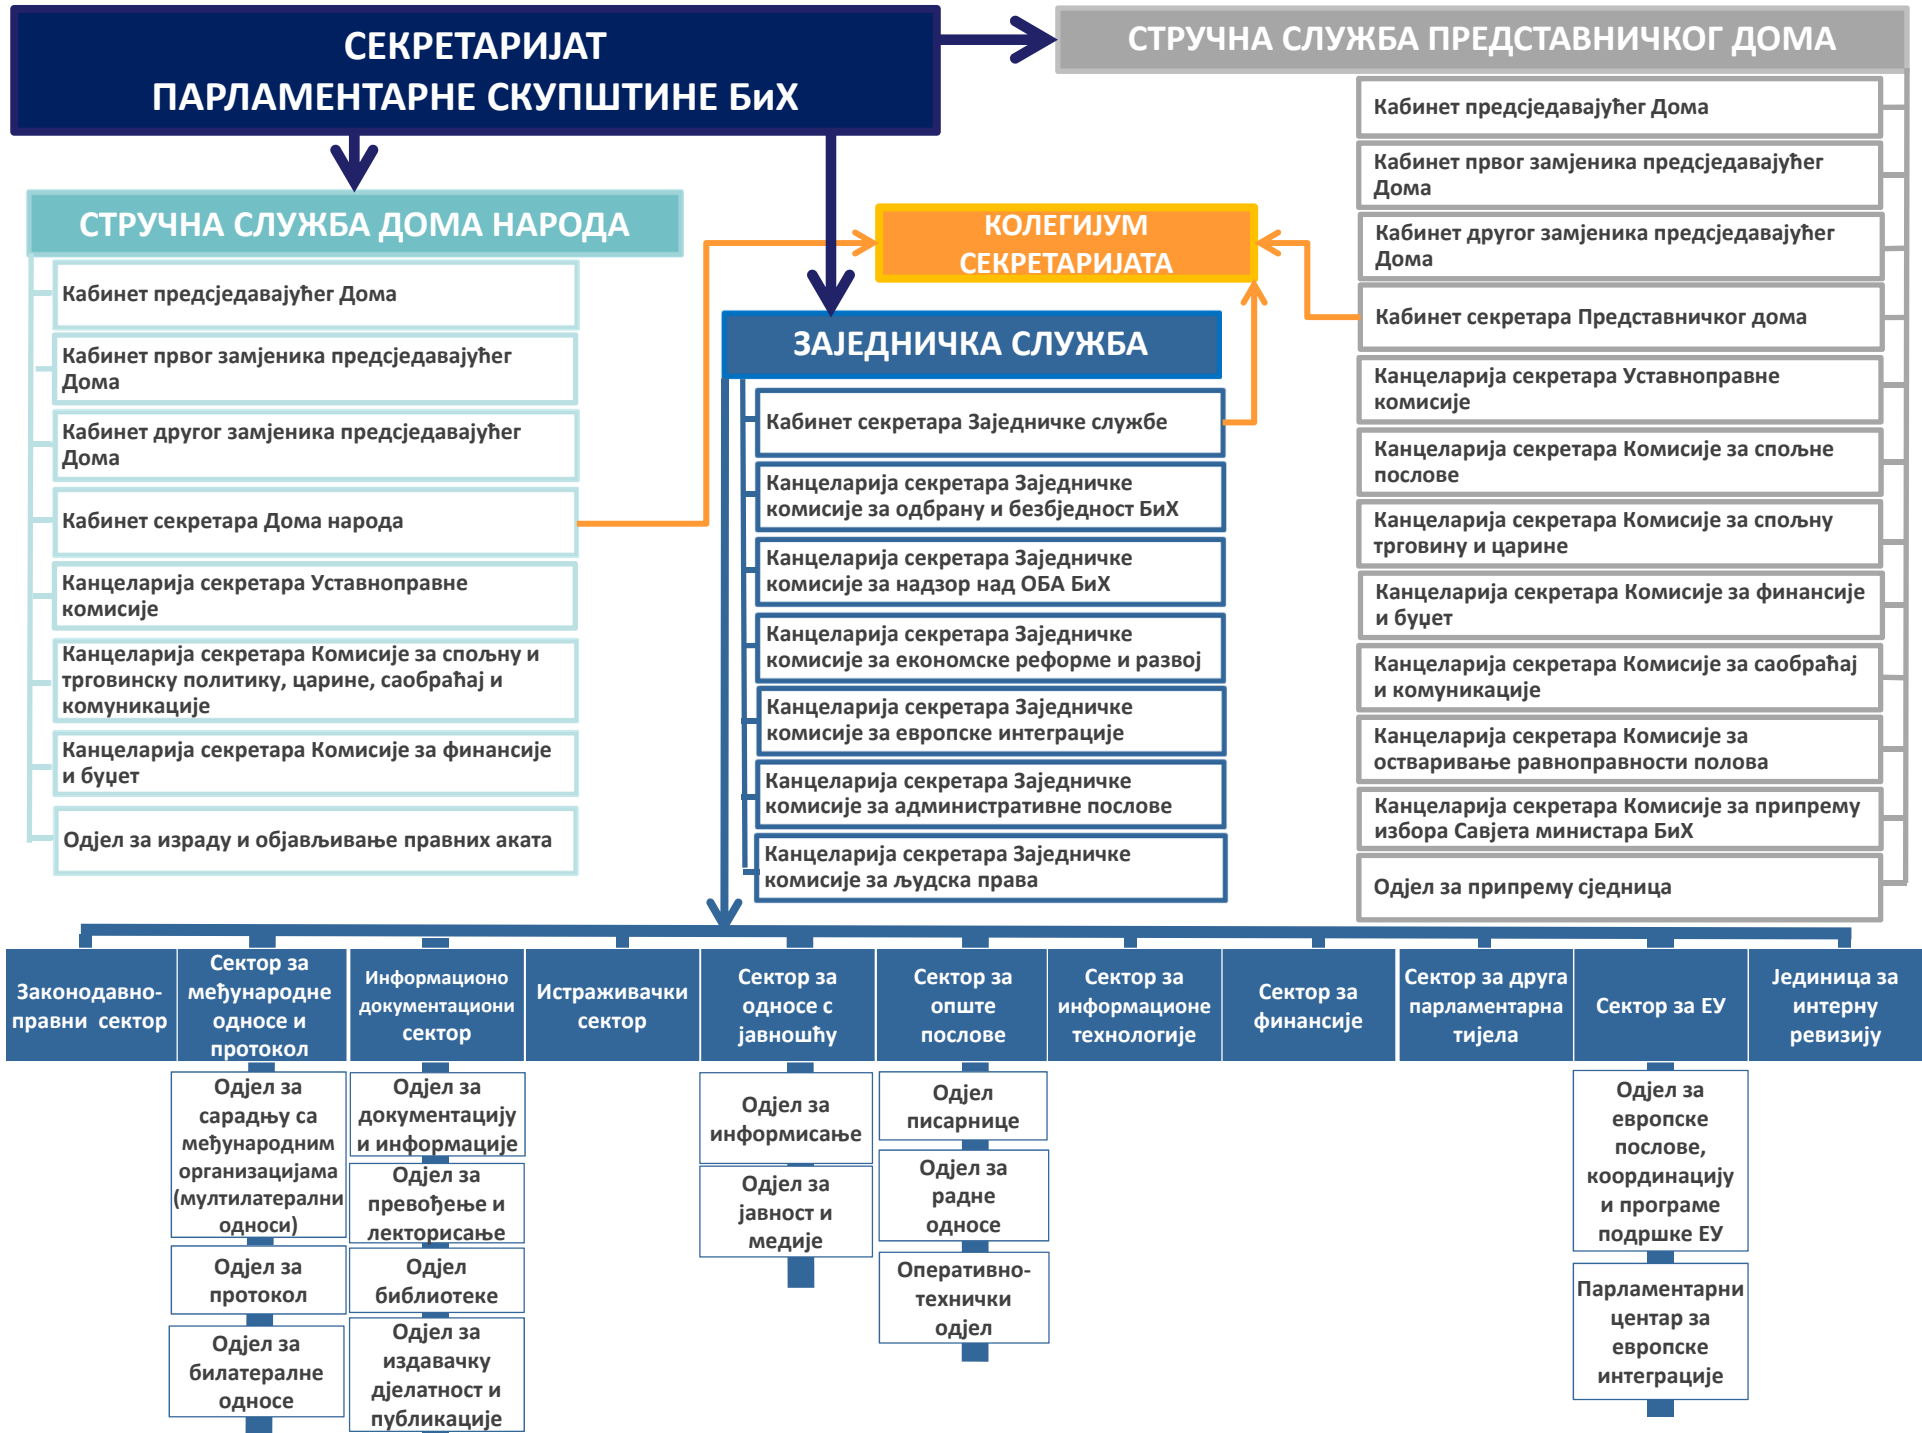 СЕКРЕТАРИЈАТ
ПАРЛАМЕНТАРНЕ СКУПШТИНЕ БиХ
СТРУЧНА СЛУЖБА ПРЕДСТАВНИЧКОГ ДОМА
Кабинет предсједавајућег Дома
Кабинет првог замјеника предсједавајућег
Дома
Кабинет другог замјеника предсједавајућег
Дома
Кабинет секретара Представничког дома
Канцеларија секретара Уставноправне
комисије
Канцеларија секретара Комисије за спољне
послове
Канцеларија секретара Комисије за спољну
трговину и царине
Канцеларија секретара Комисије за финансије
и буџет
Канцеларија секретара Комисије за саобраћај
и комуникације
Канцеларија секретара Комисије за
остваривање равноправности полова
Канцеларија секретара Комисије за припрему
избора Савјета министара БиХ
Одјел за припрему сједница
СТРУЧНА СЛУЖБА ДОМА НАРОДА
Кабинет предсједавајућег Дома
Кабинет првог замјеника предсједавајућег
Дома
Кабинет другог замјеника предсједавајућег
Дома
Кабинет секретара Дома народа
Канцеларија секретара Уставноправне
комисије
Канцеларија секретара Комисије за спољну и
трговинску политику, царине, саобраћај и
комуникације
Канцеларија секретара Комисије за финансије
и буџет
Одјел за израду и објављивање правних аката
КОЛЕГИЈУМ
СЕКРЕТАРИЈАТА
ЗАЈЕДНИЧКА СЛУЖБА
Кабинет секретара Заједничке службе
Канцеларија секретара Заједничке
комисије за одбрану и безбједност БиХ
Канцеларија секретара Заједничке
комисије за надзор над ОБА БиХ
Канцеларија секретара Заједничке
комисије за економске реформе и развој
Канцеларија секретара Заједничке
комисије за европске интеграције
Канцеларија секретара Заједничке
комисије за административне послове
Канцеларија секретара Заједничке
комисије за људска права
Законодавно-
правни сектор
Сектор за
међународне
односе и
протокол
Одјел за
сарадњу са
међународним
организацијама
(мултилатерални
односи)
Одјел за
протокол
Одјел за
билатералне
односе
Информационо
документациони
сектор
Одјел за
документацију
и информације
Одјел за
превођење и
лекторисање
Одјел
библиотеке
Одјел за
издавачку
дјелатност и
публикације
Истраживачки
сектор
Сектор за
односе с
јавношћу
Одјел за
информисање
Одјел за
јавност и
медије
Сектор за
опште
послове
Одјел
писарнице
Одјел за
радне
односе
Оперативно-
технички
одјел
Сектор за
информационе
технологије
Сектор за
финансије
Сектор за друга
парламентарна
тијела
Сектор за ЕУ
Одјел за
европске
послове,
координацију
и програме
подршке ЕУ
Парламентарни
центар за
европске
интеграције
Јединица за
интерну
ревизију